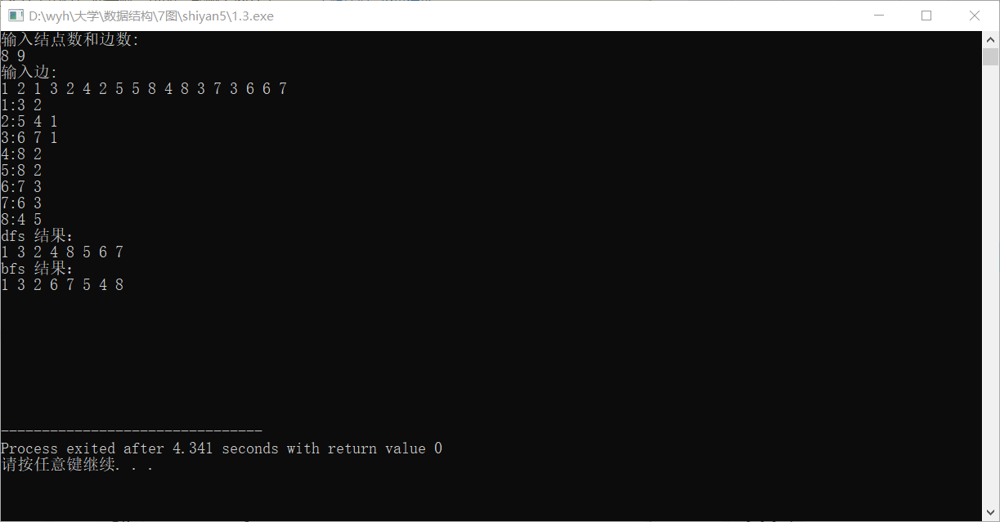 D:\wyh\大学\数据结构\7图\shiyan5\1.3.exe
输入结点数和边数:
8 9
输入边:
1 2 1 3 2 4 2 5 5 8 4 8 3 7 3 6 6 7
1:3 2
2:5 4 1
3:6 7 1
4:8 2
5:8 2
6:7 3
7:6 3
8:4 5
dfs 结果：
1 3 2 4 8 5 6 7
bfs 结果：
1 3 2 6 7 5 4 8
--------------------------------
Process exited after 4.341 seconds with return value 0
请按任意键继续. . .